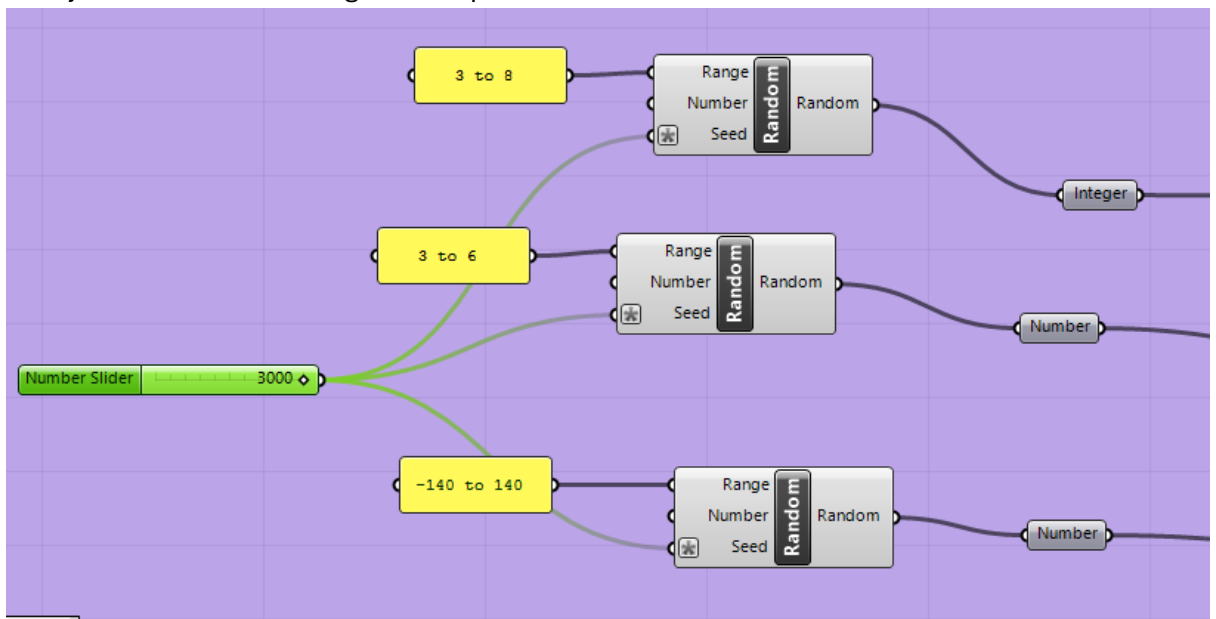 3 to 8
Range
Number
Seed
Random
Random
Integer
3 to 6
Range
Number
Seed
Random
Random
Number
Number Slider 3000
-140 to 140
Range
Number
Seed
Random
Random
Number